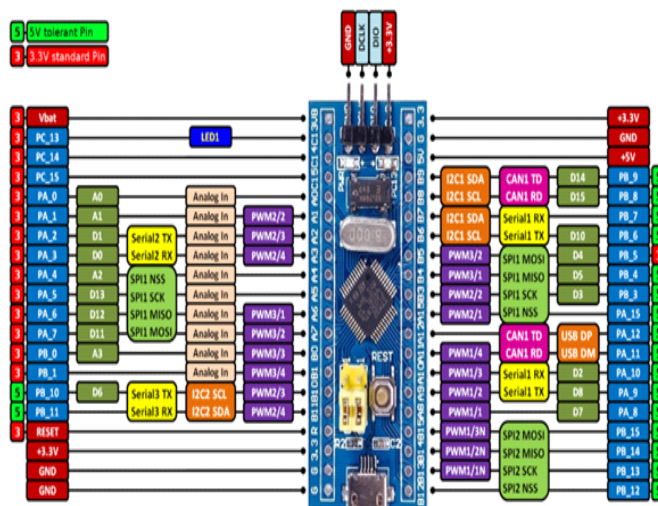 5 5V tolerant Pin
3 3.3V standard Pin
GND DCLK DIO +3.3V
3 Vbat
3 PC_13 LED1
3 PC_14
3 PC_15
3 PA_0 A0 Analog In
3 PA_1 A1 Analog In PWM2/2
3 PA_2 D1 Serial2 TX Analog In PWM2/3
3 PA_3 D0 Serial2 RX Analog In PWM2/4
3 PA_4 A2 SPI1 NSS Analog In
3 PA_5 D13 SPI1 SCK Analog In
3 PA_6 D12 SPI1 MISO Analog In PWM3/1
3 PA_7 D11 SPI1 MOSI Analog In PWM3/2
3 PB_0 A3 Analog In PWM3/3
3 PB_1 Analog In PWM3/4
5 PB_10 D6 Serial3 TX I2C2 SCL PWM2/3
5 PB_11 Serial3 RX I2C2 SDA PWM2/4
3 RESET
+3.3V
GND
GND
+3.3V
GND
+5V
I2C1 SDA CAN1 TD D14 PB_9
I2C1 SCL CAN1 RD D15 PB_8
I2C1 SDA Serial1 RX PB_7
I2C1 SCL Serial1 TX D10 PB_6
PWM3/2 SPI1 MOSI D4 PB_5
PWM3/1 SPI1 MISO D5 PB_4
PWM2/2 SPI1 SCK D3 PB_3
PWM2/1 SPI1 NSS PA_15
CAN1 TD USB DP PA_12
PWM1/4 CAN1 RD USB DM PA_11
PWM1/3 Serial1 RX D2 PA_10
PWM1/2 Serial1 TX D8 PA_9
PWM1/1 D7 PA_8
PWM1/3N SPI2 MOSI PB_15
PWM1/2N SPI2 MISO PB_14
PWM1/1N SPI2 SCK PB_13
SPI2 NSS PB_12
REST